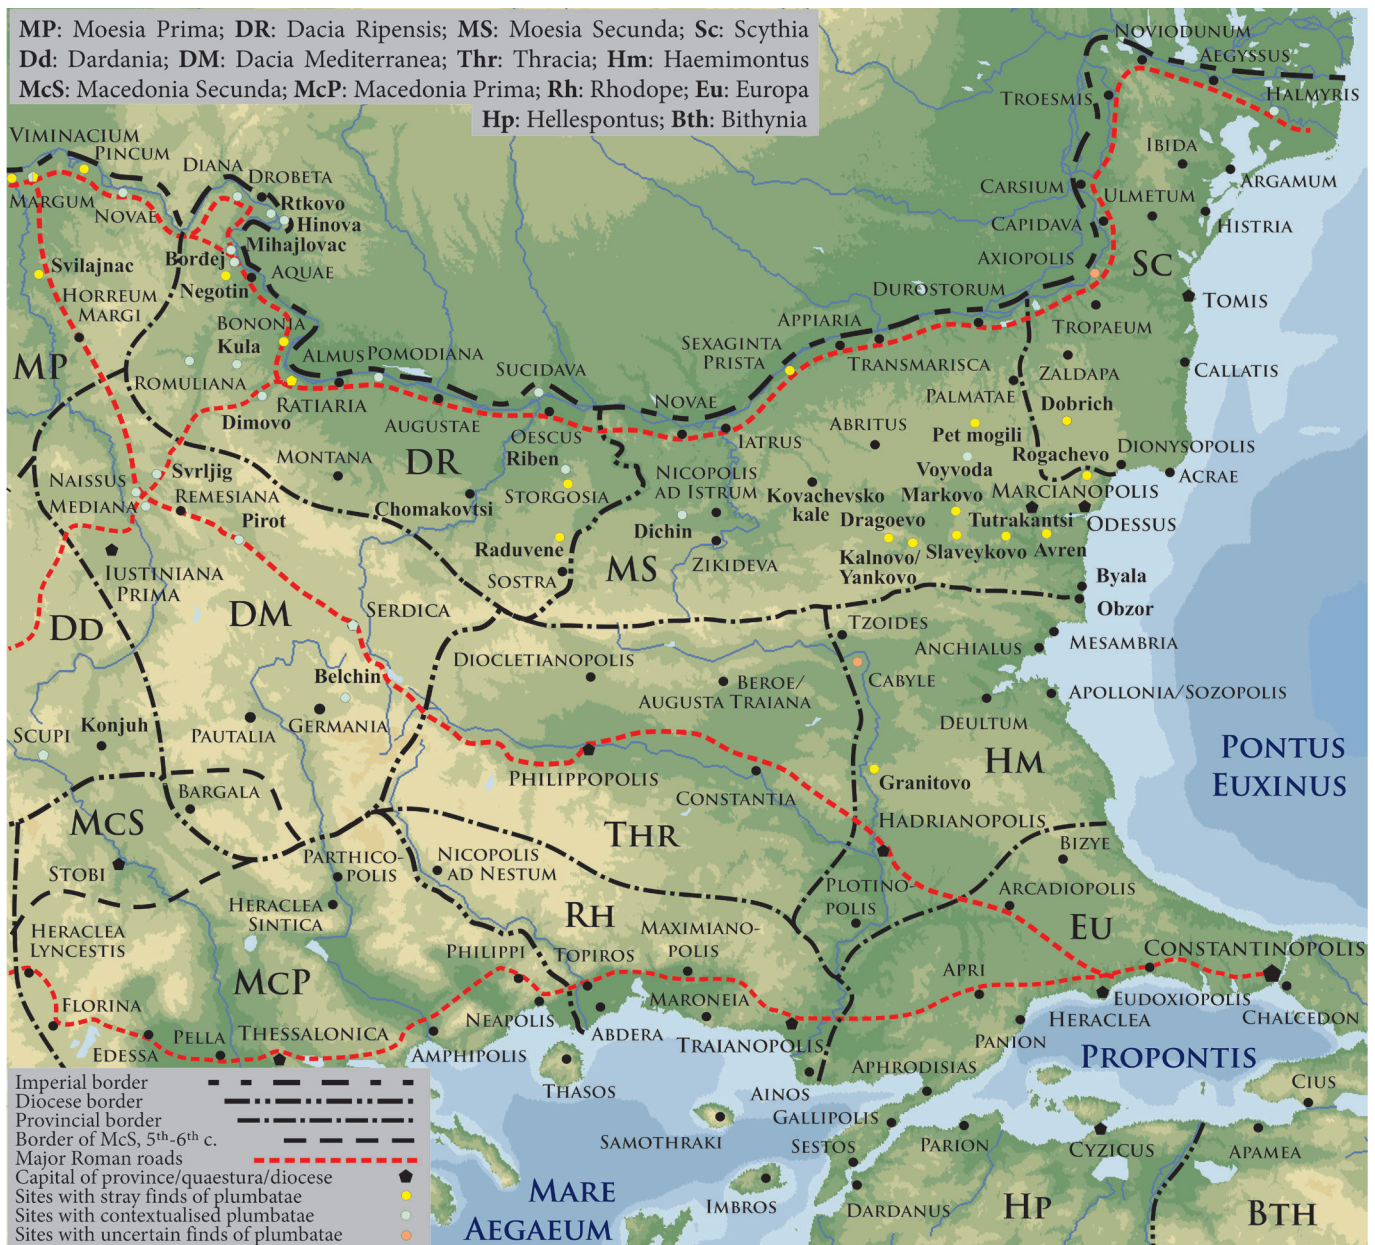 MP: Moesia Prima; DR: Dacia Ripensis; MS: Moesia Secunda; Sc: Scythia
Dd: Dardania; DM: Dacia Mediterranea; Thr: Thracia; Hm: Haemimontus
McS: Macedonia Secunda; McP: Macedonia Prima; Rh: Rhodope; Eu: Europa
Hp: Hellespontus; Bth: Bithynia
NOVIODUNUM
AEGYSSUS
HALMYRIS
TROESMIS
IBIDA
ARGAMUM
CARSIUM
ULMETUM
CAPIDAVA
HISTRIA
AXIOPOLIS
SC
DUROSTORUM
TOMIS
TROPAEUM
VIMINACIUM
PINCUM
DIANA
DROBETA
MARGUM
NOVAE
Rtkovo
Hinova
Mihajlovac
Bordej
Svilajnac
AQUAE
Negotin
HORREUM
MARGI
BONONIA
Kula
MP
ROMULIANA
ALMUS
POMODIANA
SUCIDAVA
Dimovo
RATIARIA
AUGUSTAE
OESCUS
NOVAE
SEXAGINTA
PRISTA
APPIARIA
TRANSMARISCA
IATRUS
ZALDAPA
CALLATIS
PALMATAE
Dobrich
ABRITUS
Pet mogili
Rogachevo
DIONYSOPOLIS
Voyvoda
ACRAE
MONTANA
DR
Riben
STORGOSIA
NICOPOLIS
AD ISTRUM
Kovachevsko
kale
Markovo
MARCIANOPOLIS
ODESSUS
Svrljig
NAISSUS
MEDIANA
REMESIANA
Pirot
Chomakovtsi
Dichin
Dragoevo
Tutrakantsi
Raduvene
SOSTRA
MS
ZIKIDEVA
Kalnovo/
Yankovo
Slaveykovo
Avren
Byala
Obzor
IUSTINIANA
PRIMA
DD
DM
SERDICA
TZOIDES
ANCHIALUS
MESAMBRIA
DIOCLETIANOPOLIS
BEROE/
AUGUSTA TRAIANA
CABYLE
APOLLONIA/SOZOPOLIS
DEULTUM
Belchin
GERMANIA
PAUTALIA
Konjuh
SCUPI
PHILIPPOPOLIS
CONSTANTIA
Granitovo
HM
PONTUS
EUXINUS
BARGALA
MCS
STOBI
THR
HADRIANOPOLIS
BIZYE
PARTHICO-
POLIS
NICOPOLIS
AD NESTUM
PLOTINO-
POLIS
ARCADIOPOLIS
HERACLEA
SINTICA
RH
MAXIMIANO-
POLIS
EU
HERACLEA
LYNCESTIS
PHILIPPI
TOPIROS
APRI
CONSTANTINOPOLIS
MCP
FLORINA
MARONEIA
EUDOXIOPOLIS
HERACLEA
CHALCEDON
EDESSA
PELLA
THESSALONICA
AMPHIPOLIS
NEAPOLIS
ABDERA
TRAIANOPOLIS
PANION
PROPONTIS
THASOS
AINOS
APHRODISIAS
CIUS
GALLIPOLIS
SAMOTHRAKI
SESTOS
PARION
CYZICUS
APAMEA
MARE
AEGAEUM
IMBROS
DARDANUS
HP
BTH
Imperial border
Diocese border
Provincial border
Border of McS, 5th-6th c.
Major Roman roads
Capital of province/quaestura/diocese
Sites with stray finds of plumbatae
Sites with contextualised plumbatae
Sites with uncertain finds of plumbatae